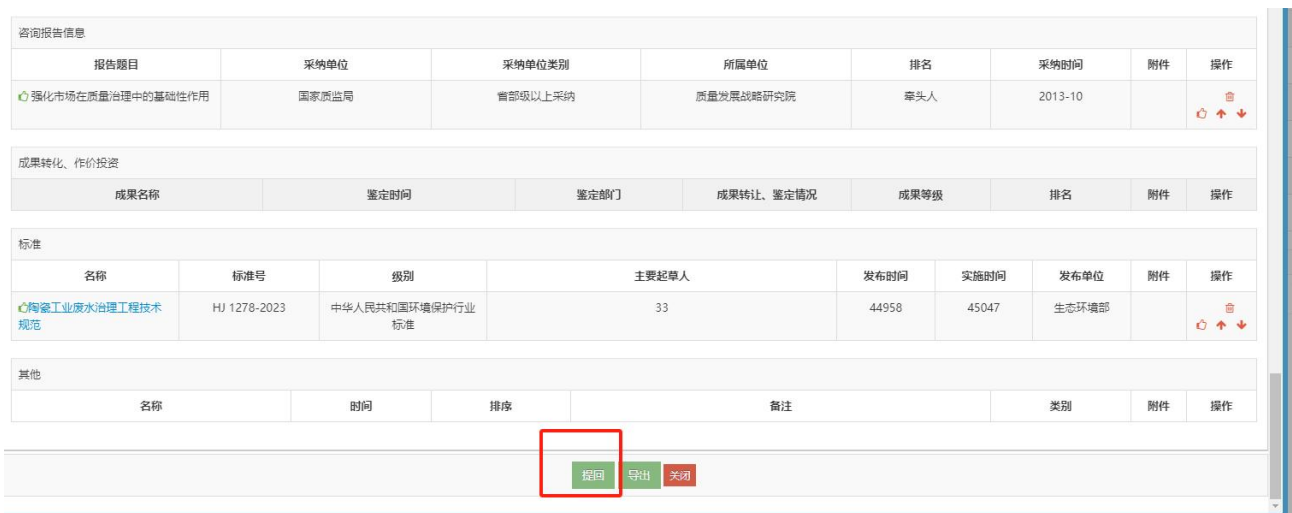 咨询报告信息
报告题目 采纳单位 采纳单位类别 所属单位 排名 采纳时间 附件 操作
强化市场在质量治理中的基础性作用 国家质监局 省部级以上采纳 质量发展战略研究院 牵头人 2013-10
成果转化、作价投资
成果名称 鉴定时间 鉴定部门 成果转让、鉴定情况 成果等级 排名 附件 操作
标准
名称 标准号 级别 主要起草人 发布时间 实施时间 发布单位 附件 操作
陶瓷工业废水治理工程技术 HJ 1278-2023 中华人民共和国环境保护行业 33 44958 45047 生态环境部
规范 标准
其他
名称 时间 排序 备注 类别 附件 操作
提回 导出 关闭